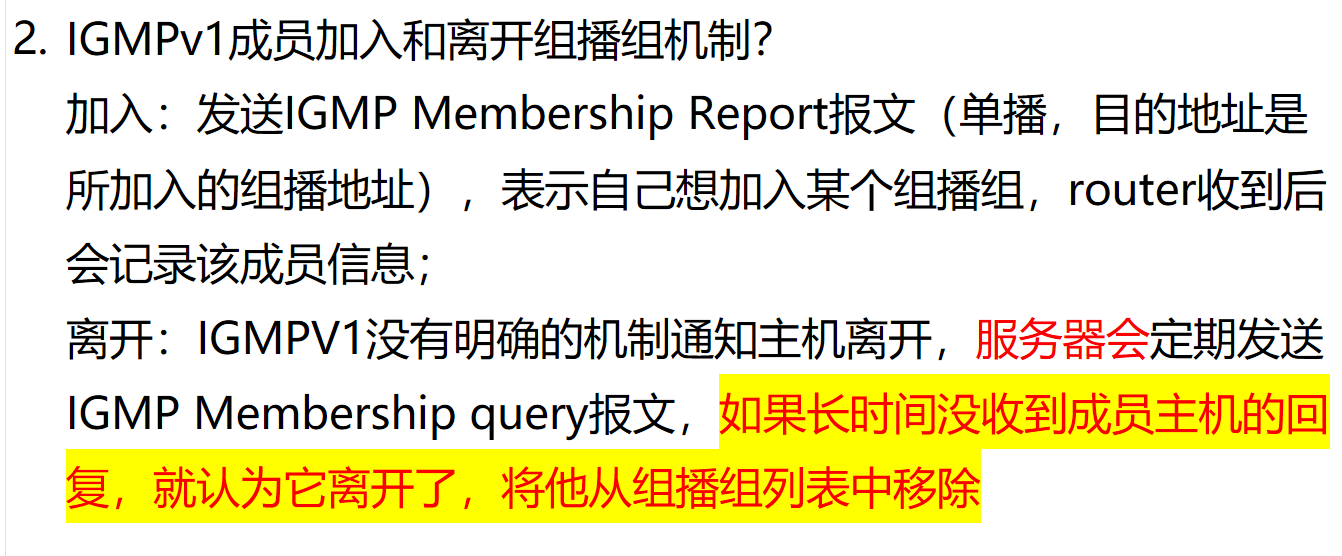 2. IGMPv1成员加入和离开组播组机制？
加入：发送IGMP Membership Report报文（单播，目的地址是
所加入的组播地址），表示自己想加入某个组播组，router收到后
会记录该成员信息；
离开：IGMPV1没有明确的机制通知主机离开，服务器会定期发送
IGMP Membership query报文，如果长时间没收到成员主机的回
复，就认为它离开了，将他从组播组列表中移除